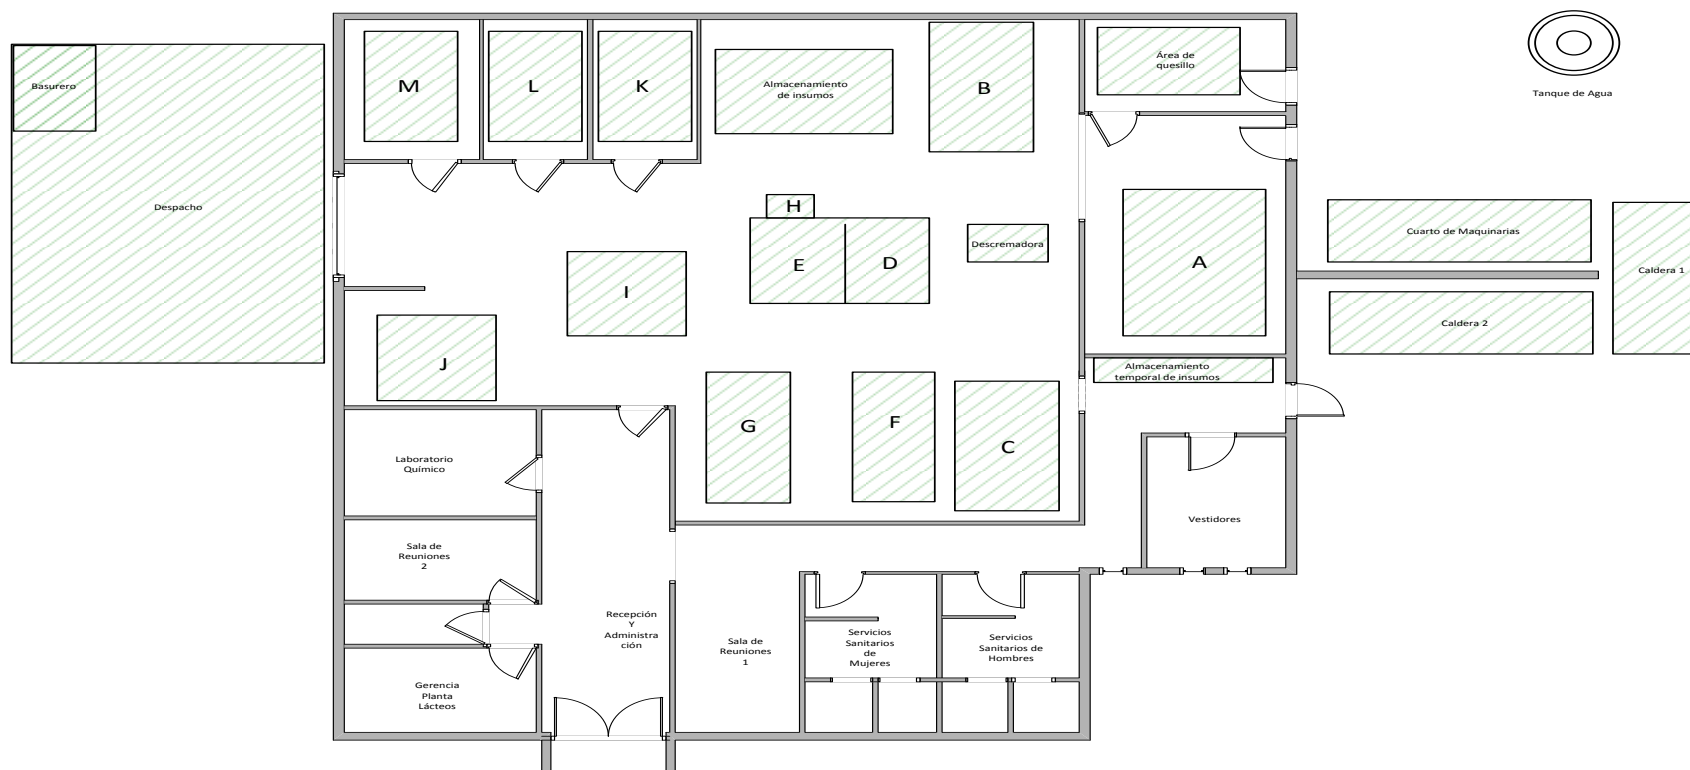 Basurero
Despacho
M
L
K
Almacenamiento
de insumos
B
Área de
quesillo
Tanque de Agua
H
E
D
Descremadora
A
I
J
Cuarto de Maquinarias
Caldera 1
Caldera 2
Almacenamiento
temporal de insumos
G
F
C
Laboratorio
Químico
Sala de
Reuniones
2
Vestidores
Recepción
Y
Administra
ción
Sala de
Reuniones
1
Servicios
Sanitarios
de
Mujeres
Servicios
Sanitarios de
Hombres
Gerencia
Planta
Lácteos